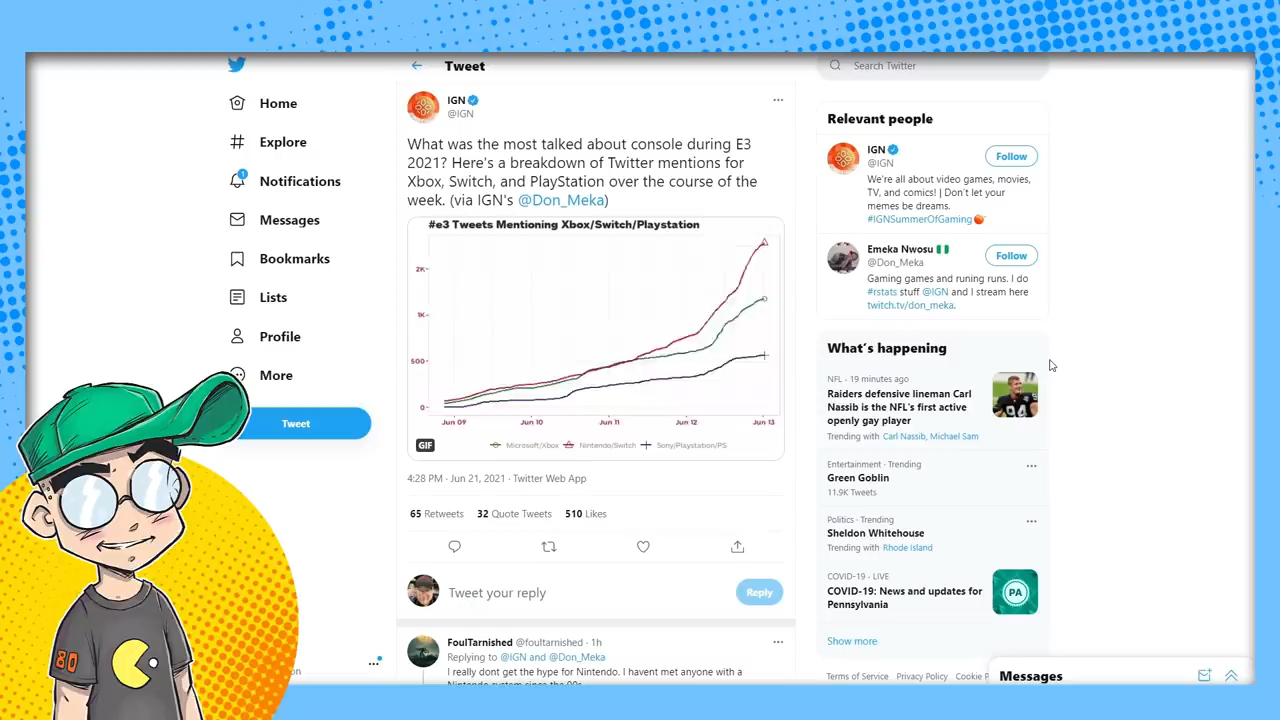 Home
Explore
1
Notifications
Messages
Bookmarks
Lists
Profile
More
Tweet
80
Tweet
IGN
@IGN
What was the most talked about console during E3
2021? Here's a breakdown of Twitter mentions for
Xbox, Switch, and PlayStation over the course of the
week. (via IGN's @Don_Meka)
#e3 Tweets Mentioning Xbox/Switch/Playstation
2K
1K
500
0
Jun 09
Jun 10
Jun 11
Jun 12
Jun 13
GIF
Microsoft/Xbox
Nintendo/Switch
Sony/Playstation/PS
4:28 PM · Jun 21, 2021 · Twitter Web App
65 Retweets 32 Quote Tweets 510 Likes
Tweet your reply
Reply
FoulTarnished @foultarnished · 1h
Replying to @IGN and @Don_Meka
I really dont get the hype for Nintendo. I havent met anyone with a
Search Twitter
Relevant people
IGN
@IGN
Follow
We're all about video games, movies,
TV, and comics! | Don't let your
memes be dreams.
#IGNSummerOfGaming
Emeka Nwosu
@Don_Meka
Follow
Gaming games and runing runs. I do
#rstats stuff @IGN and I stream here
twitch.tv/don_meka.
What's happening
NFL · 19 minutes ago
Raiders defensive lineman Carl
Nassib is the NFL's first active
openly gay player
Trending with Carl Nassib, Michael Sam
Entertainment · Trending
Green Goblin
11.9K Tweets
Politics · Trending
Sheldon Whitehouse
Trending with Rhode Island
COVID-19 · LIVE
COVID-19: News and updates for
Pennsylvania
PA
Show more
Terms of Service Privacy Policy Cookie P
Messages